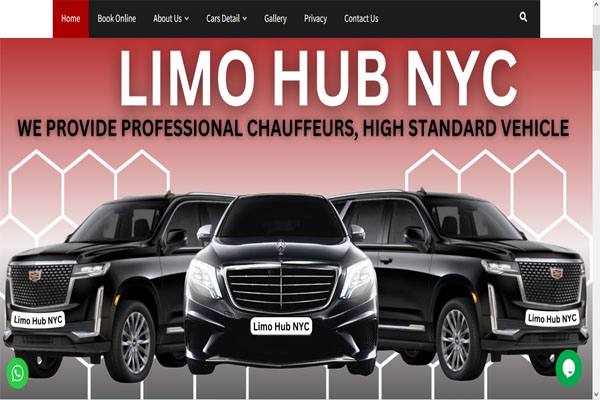 Home Book Online About Us Cars Detail Gallery Privacy Contact Us
LIMO HUB NYC
WE PROVIDE PROFESSIONAL CHAUFFEURS, HIGH STANDARD VEHICLE
Limo Hub NYC
Limo Hub NYC
Limo Hub NYC